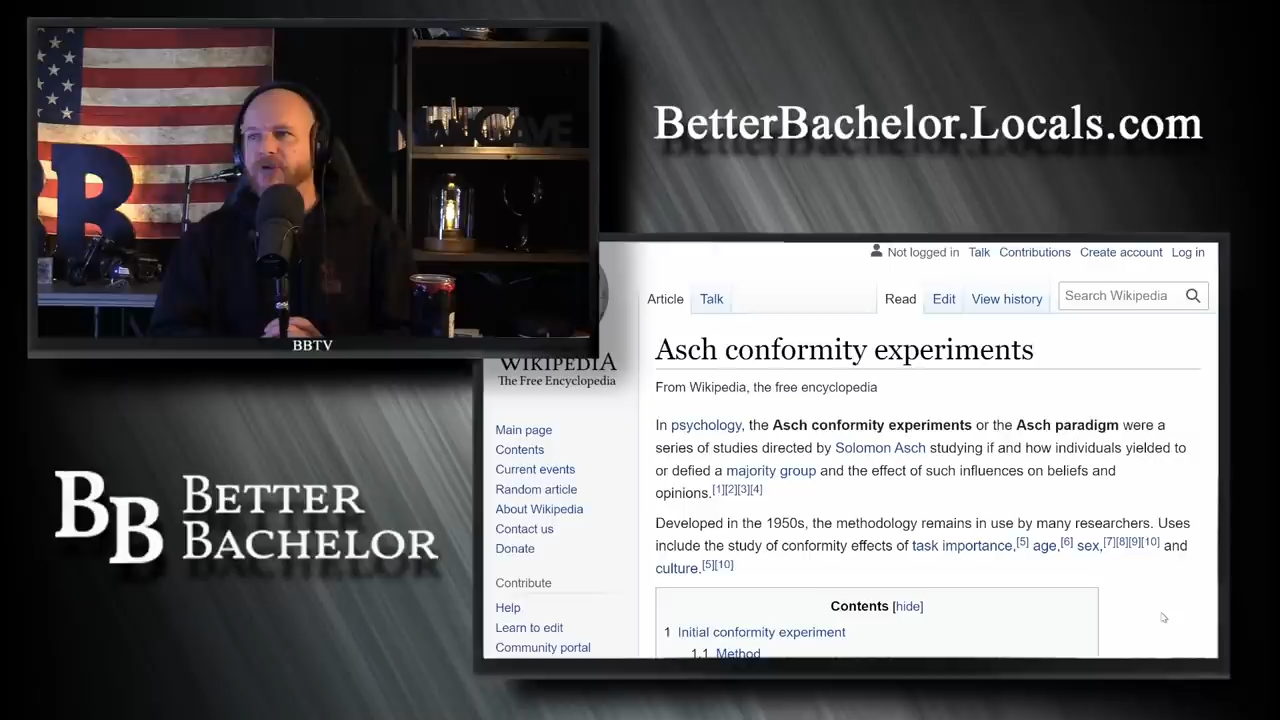 BetterBachelor.Locals.com
BB
MANCAVE
BBTV
BB BETTER
BACHELOR
Not logged in Talk Contributions Create account Log in
Article Talk Read Edit View history Search Wikipedia
WIKIPEDIA
The Free Encyclopedia
Main page
Contents
Current events
Random article
About Wikipedia
Contact us
Donate
Contribute
Help
Learn to edit
Community portal
Asch conformity experiments
From Wikipedia, the free encyclopedia
In psychology, the Asch conformity experiments or the Asch paradigm were a
series of studies directed by Solomon Asch studying if and how individuals yielded to
or defied a majority group and the effect of such influences on beliefs and
opinions.[1][2][3][4]
Developed in the 1950s, the methodology remains in use by many researchers. Uses
include the study of conformity effects of task importance,[5] age,[6] sex,[7][8][9][10] and
culture.[5][10]
Contents [hide]
1 Initial conformity experiment
1.1 Method